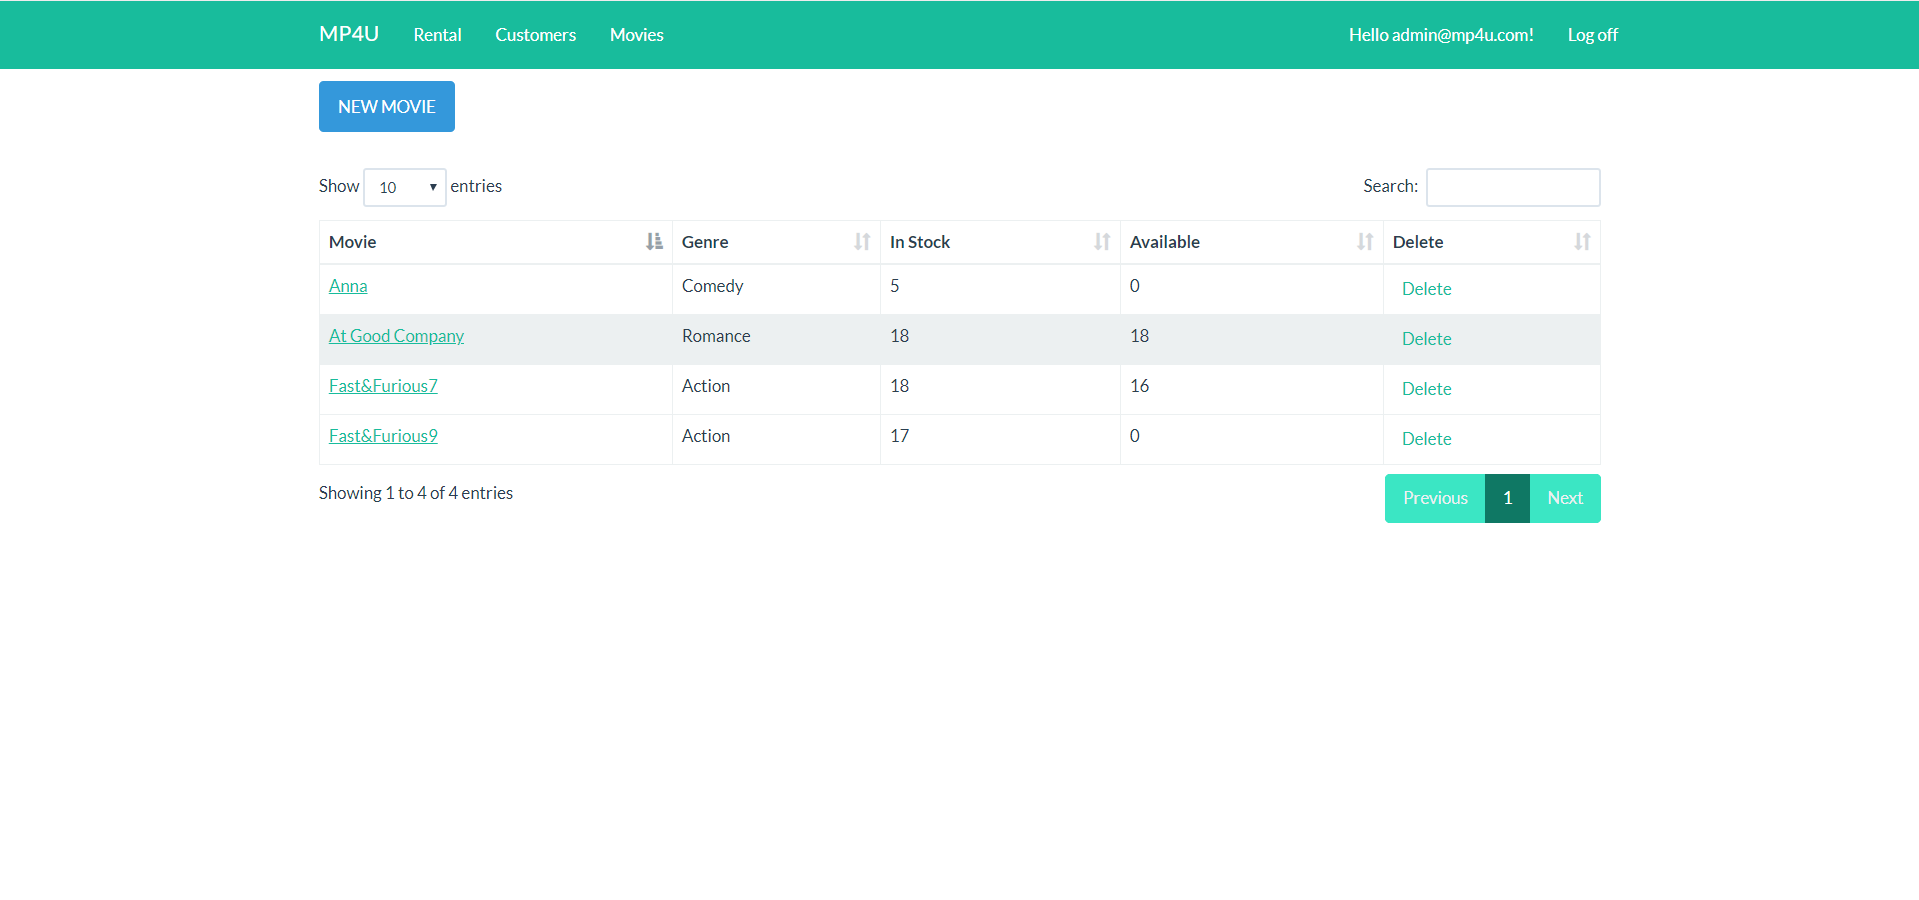 MP4U Rental Customers Movies Hello admin@mp4u.com! Log off
NEW MOVIE
Show 10 entries Search:
Movie Genre In Stock Available Delete
Anna Comedy 5 0 Delete
At Good Company Romance 18 18 Delete
Fast&Furious7 Action 18 16 Delete
Fast&Furious9 Action 17 0 Delete
Showing 1 to 4 of 4 entries Previous 1 Next